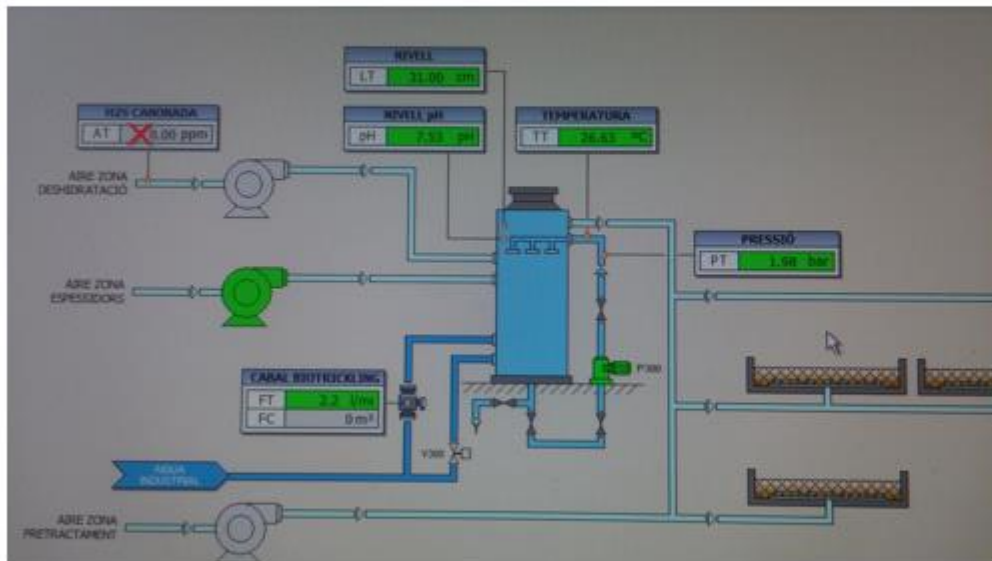 NIVELL
LT 31.00 cm
H2S CANONADA
AT 0.00 ppm
NIVELL pH
pH 7.53 pH
TEMPERATURA
TT 26.63 ºC
AIRE ZONA
DESHIDRATACIÓ
PRESSIÓ
PT 1.98 bar
AIRE ZONA
ESPESSIDORS
P300
CABAL BIOTRICKLING
FT 2.2 l/mi
FC 0 m³
V300
AIGUA
INDUSTRIAL
AIRE ZONA
PRETRACTAMENT